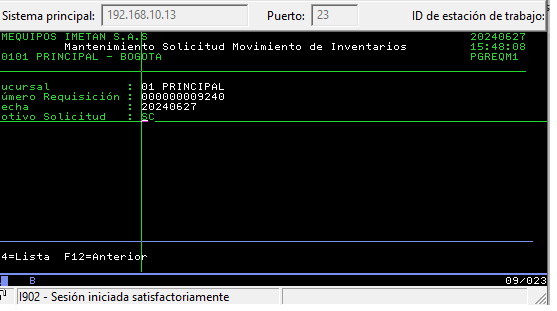 Sistema principal: 192.168.10.13 Puerto: 23 ID de estación de trabajo:
MEQUIPOS IMETAN S.A.S 20240627
Mantenimiento Solicitud Movimiento de Inventarios 15:48:08
0101 PRINCIPAL - BOGOTA PGREQM1
ucursal : 01 PRINCIPAL
úmero Requisición : 000000009240
echa : 20240627
otivo Solicitud : SC
4=Lista F12=Anterior
B 09/023
I902 - Sesión iniciada satisfactoriamente